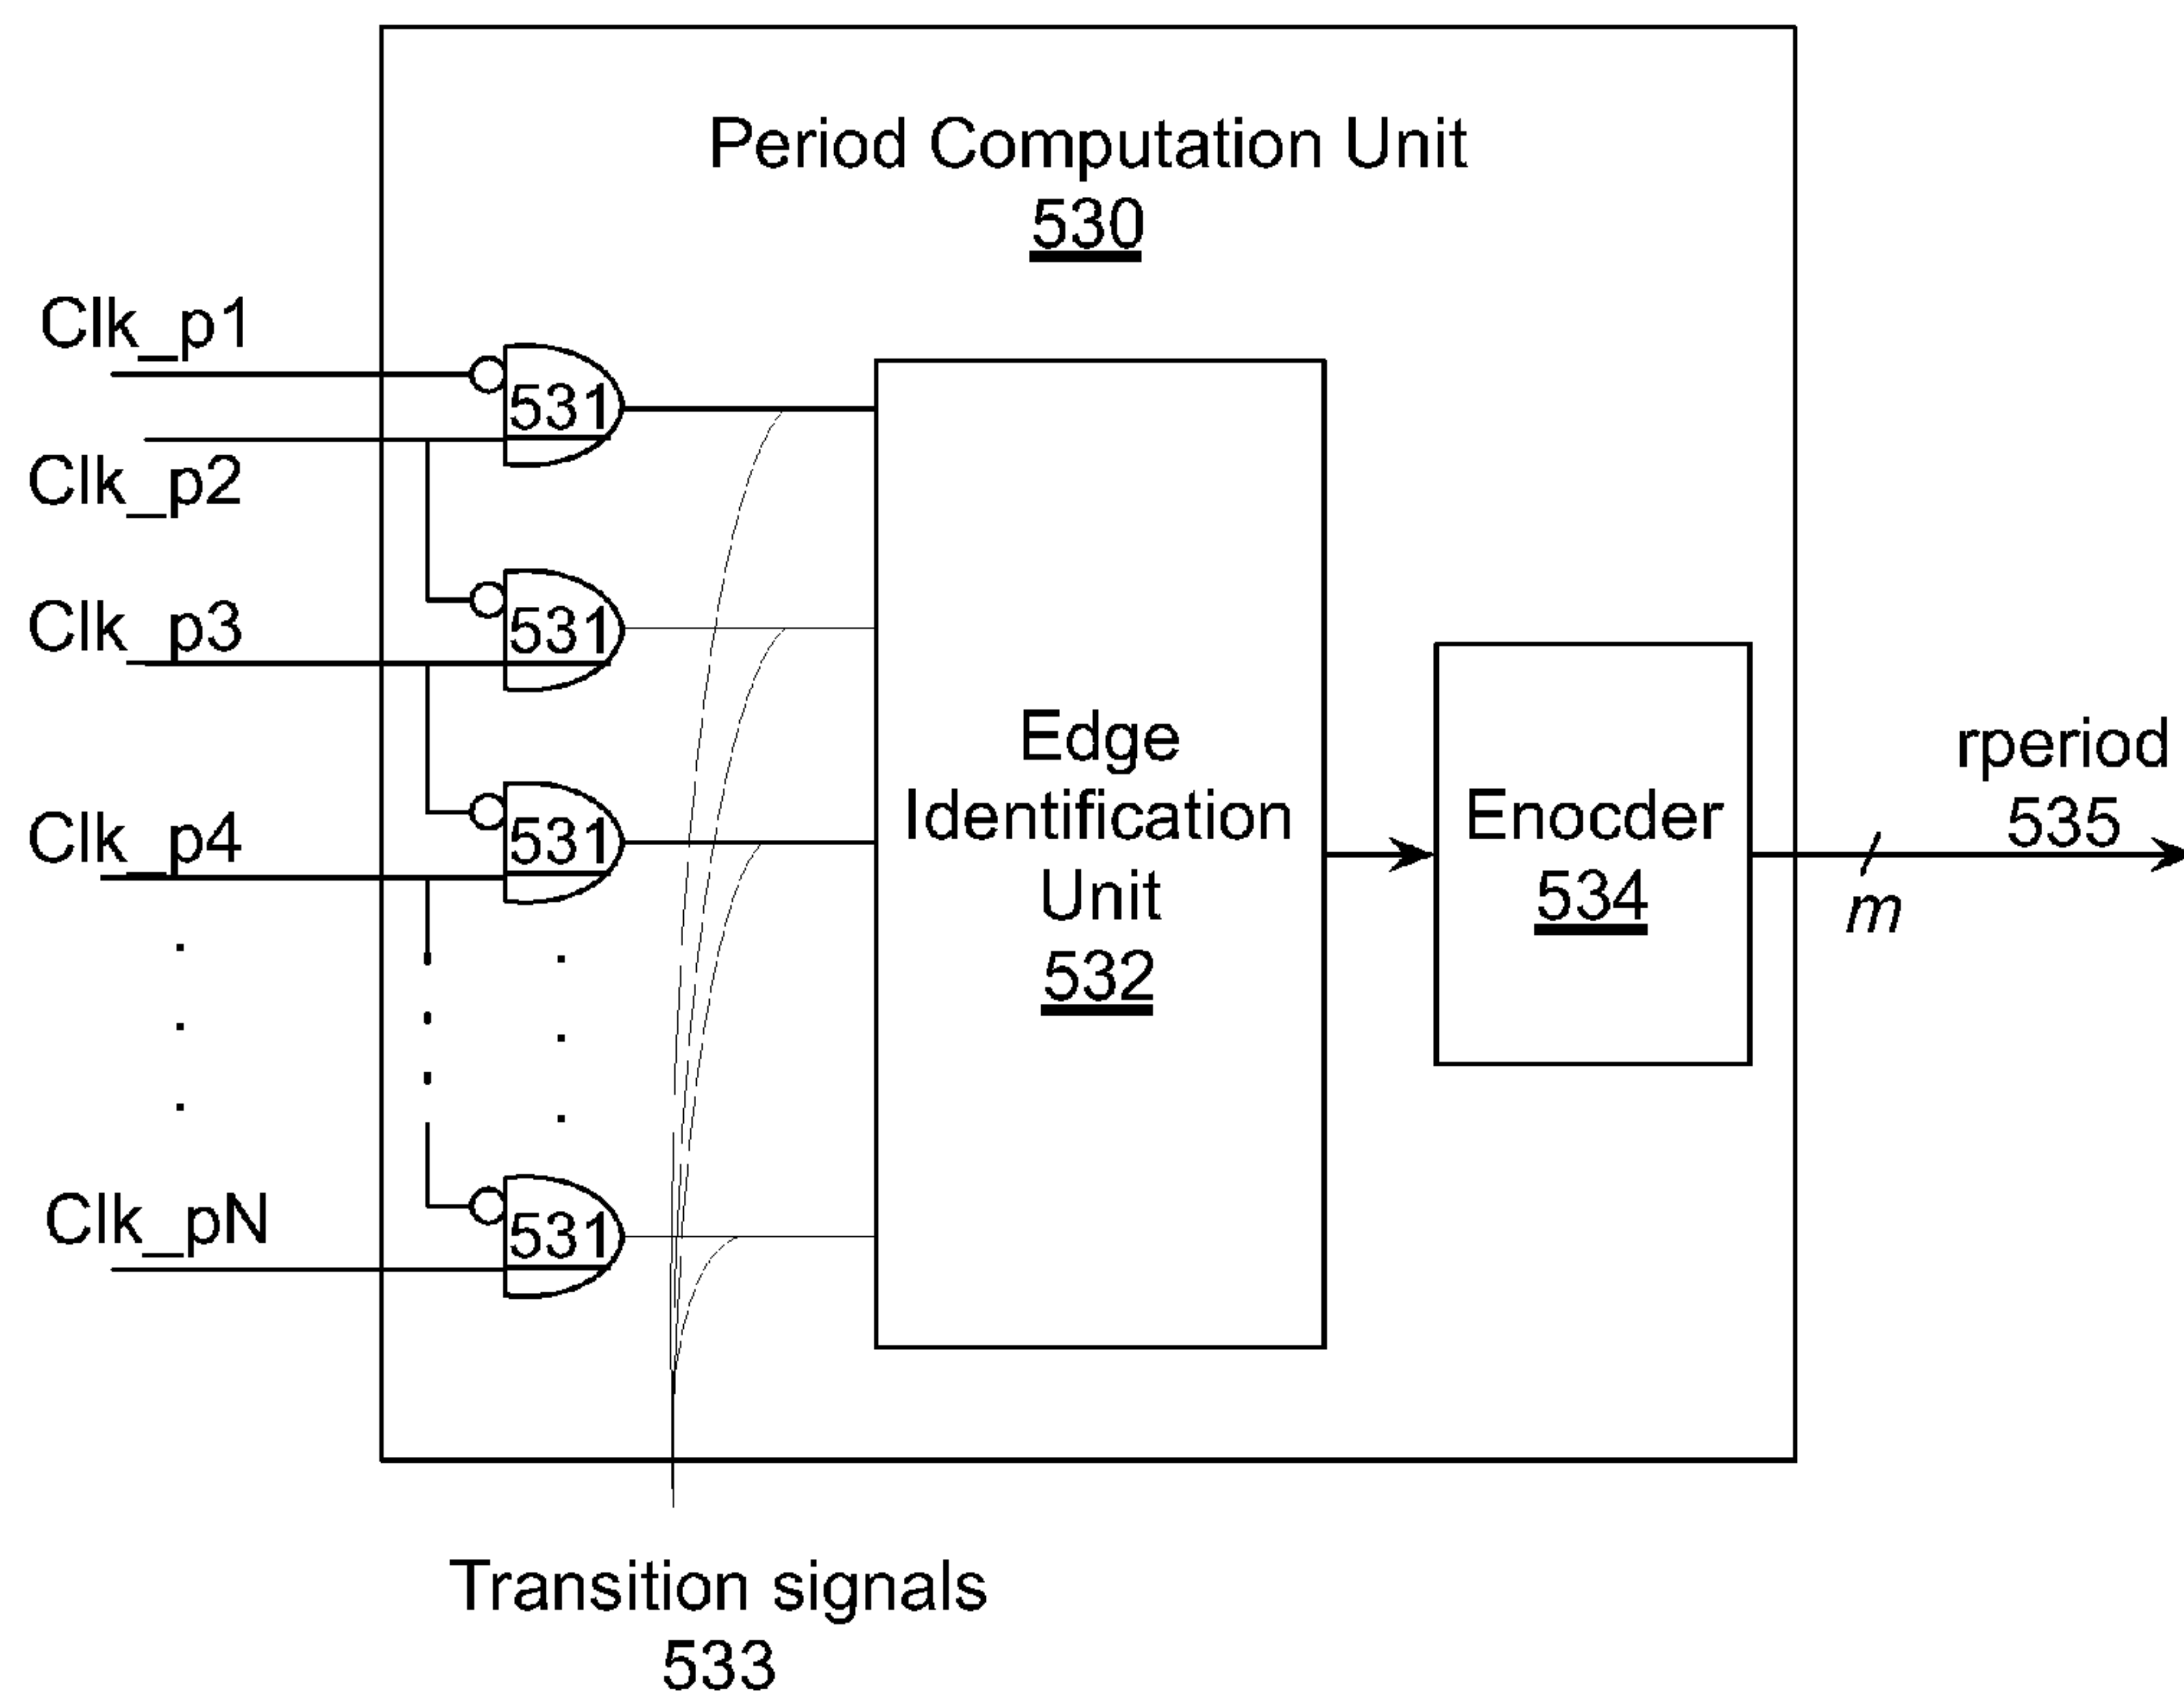 Period Computation Unit
530
Clk_p1
531
Clk_p2
Clk_p3
531
Clk_p4
531
Clk_pN
531
Edge
Identification
Unit
532
Enocder
534
rperiod
535
m
Transition signals
533